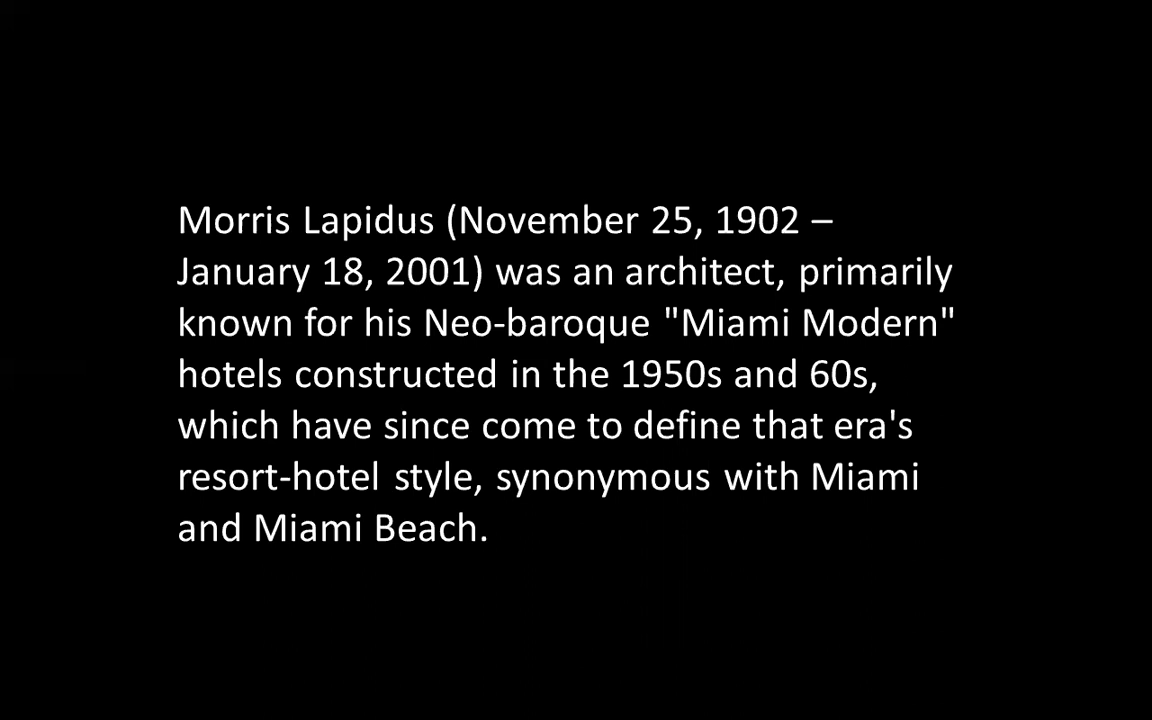 Morris Lapidus (November 25, 1902 –
January 18, 2001) was an architect, primarily
known for his Neo-baroque "Miami Modern"
hotels constructed in the 1950s and 60s,
which have since come to define that era's
resort-hotel style, synonymous with Miami
and Miami Beach.